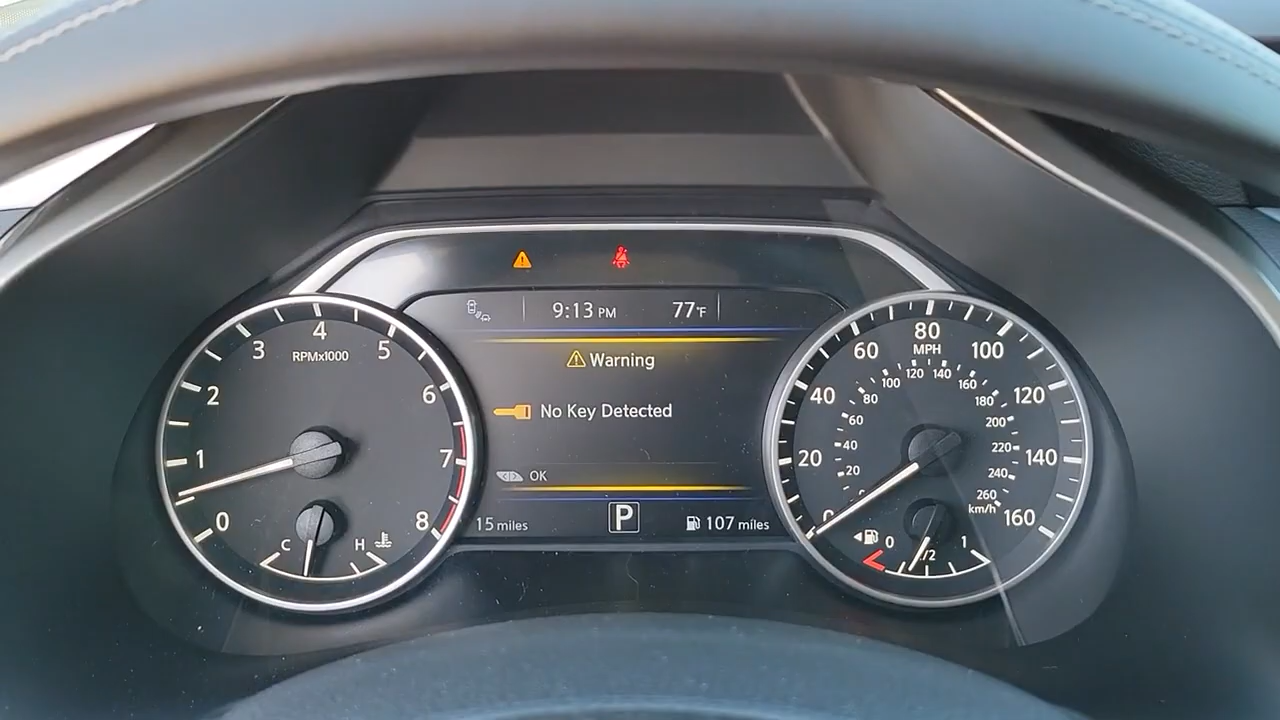 9:13 PM 77°F
Warning
No Key Detected
OK
15 miles P 107 miles
RPMx1000
0 1 2 3 4 5 6 7 8
C H
MPH
0 20 40 60 80 100 120 140 160
20 40 60 80 100 120 140 160 180 200 220 240 260
km/h
0 1/2 1